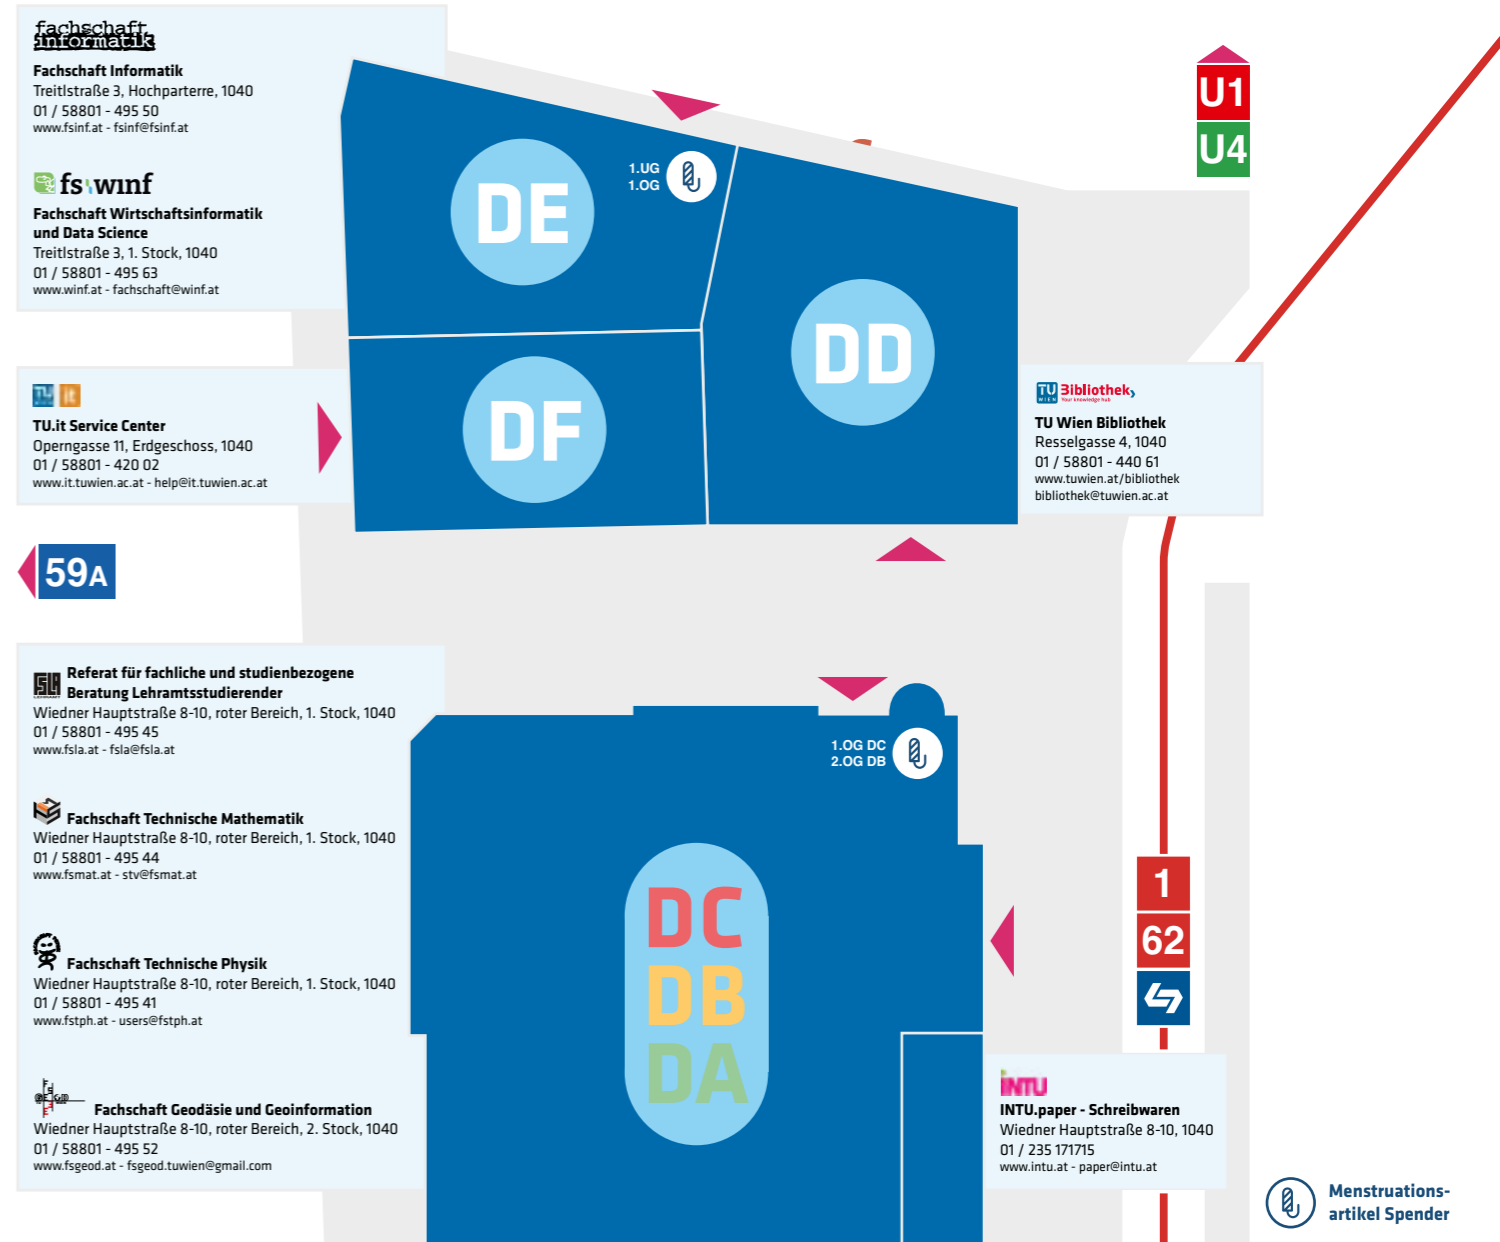 fachschaft
informatik
Fachschaft Informatik
Treitlstraße 3, Hochparterre, 1040
01 / 58801 - 495 50
www.fsinf.at - fsinf@fsinf.at
fs:winf
Fachschaft Wirtschaftsinformatik
und Data Science
Treitlstraße 3, 1. Stock, 1040
01 / 58801 - 495 63
www.winf.at - fachschaft@winf.at
DE
1.UG
1.OG
DD
DF
U1
U4
TU it
TU.it Service Center
Operngasse 11, Erdgeschoss, 1040
01 / 58801 - 420 02
www.it.tuwien.ac.at - help@it.tuwien.ac.at
TU Bibliothek
WIEN Your knowledge hub
TU Wien Bibliothek
Resselgasse 4, 1040
01 / 58801 - 440 61
www.tuwien.at/bibliothek
bibliothek@tuwien.ac.at
59A
FSLA
LEHRAMT
Referat für fachliche und studienbezogene
Beratung Lehramtsstudierender
Wiedner Hauptstraße 8-10, roter Bereich, 1. Stock, 1040
01 / 58801 - 495 45
www.fsla.at - fsla@fsla.at
Fachschaft Technische Mathematik
Wiedner Hauptstraße 8-10, roter Bereich, 1. Stock, 1040
01 / 58801 - 495 44
www.fsmat.at - stv@fsmat.at
Fachschaft Technische Physik
Wiedner Hauptstraße 8-10, roter Bereich, 1. Stock, 1040
01 / 58801 - 495 41
www.fstph.at - users@fstph.at
Fachschaft Geodäsie und Geoinformation
Wiedner Hauptstraße 8-10, roter Bereich, 2. Stock, 1040
01 / 58801 - 495 52
www.fsgeod.at - fsgeod.tuwien@gmail.com
1.OG DC
2.OG DB
DC
DB
DA
1
62
INTU
INTU.paper - Schreibwaren
Wiedner Hauptstraße 8-10, 1040
01 / 235 171715
www.intu.at - paper@intu.at
Menstruations-
artikel Spender